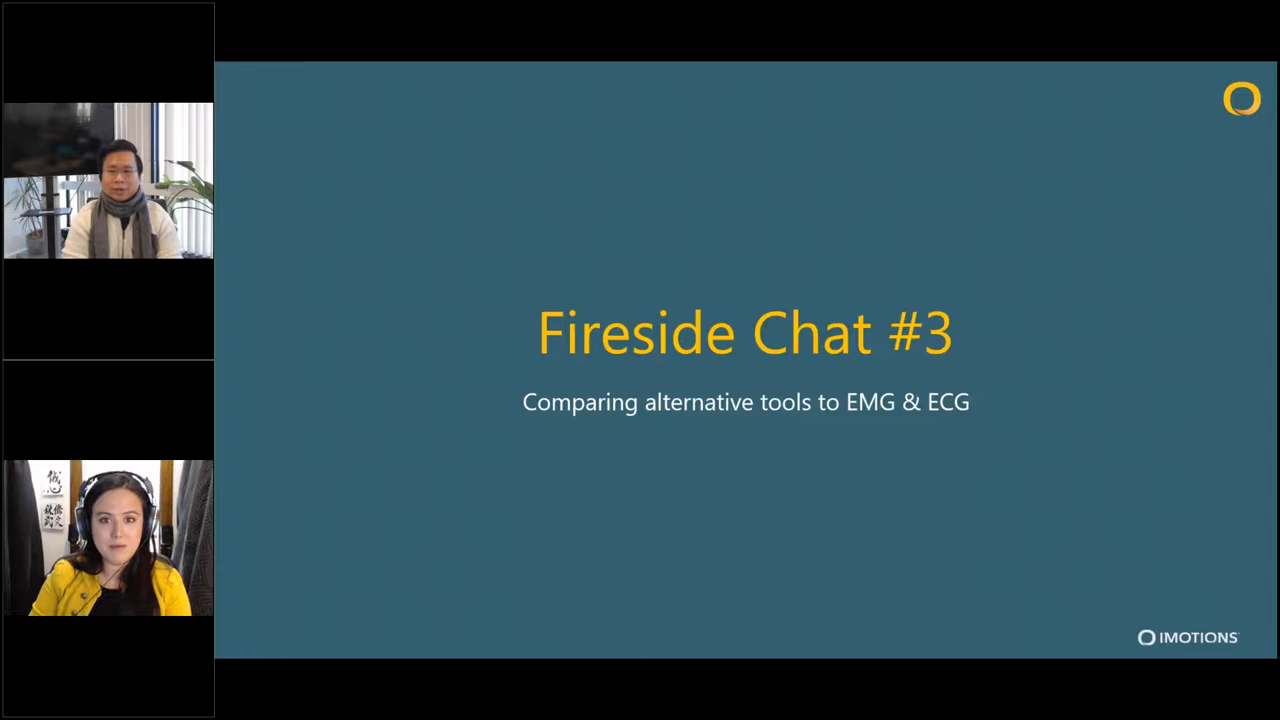 Fireside Chat #3
Comparing alternative tools to EMG & ECG
IMOTIONS